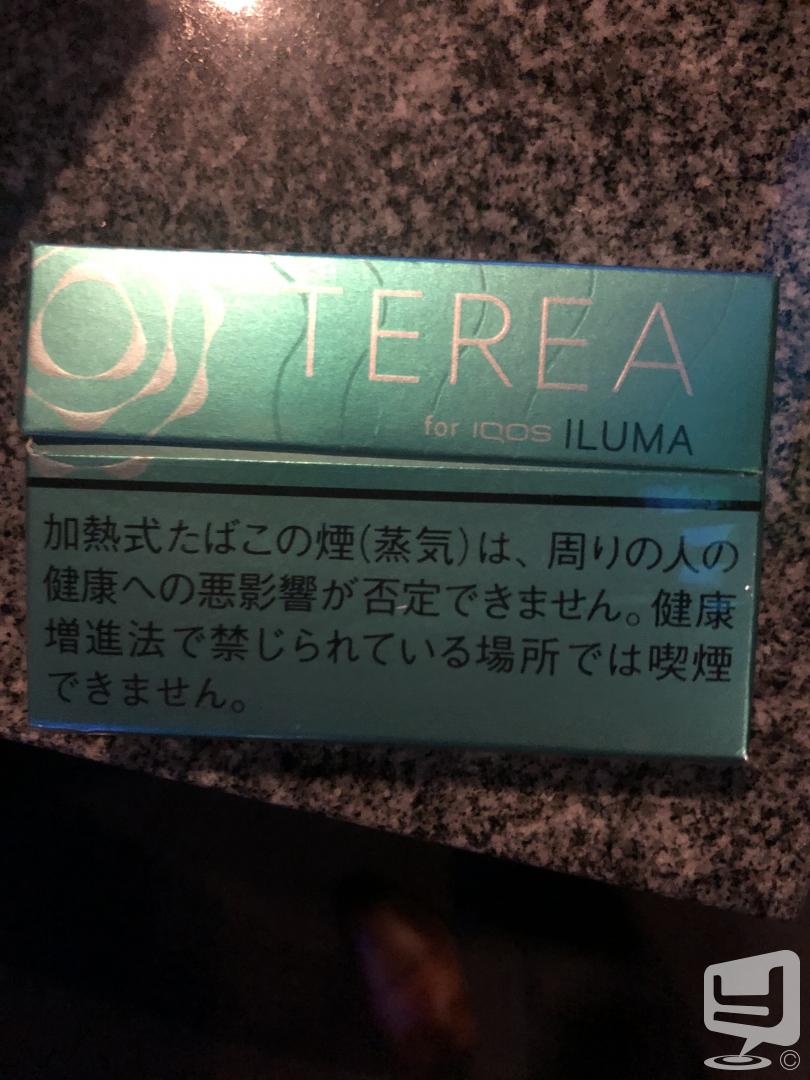 TEREA
for IQOS ILUMA
加熱式たばこの煙(蒸気)は、周りの人の
健康への悪影響が否定できません。健康
増進法で禁じられている場所では喫煙
できません。
©